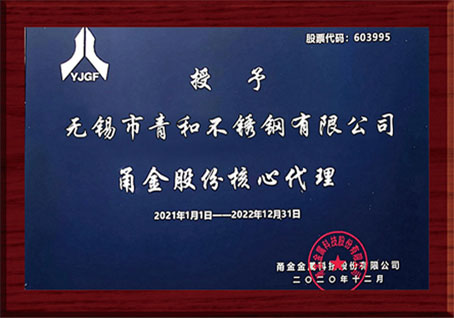 股票代码：603995
YJGF
授 予
无锡市青和不锈钢有限公司
甬金股份核心代理
2021年1月1日——2022年12月31日
甬金金属科技股份有限公司
二〇二〇年十二月